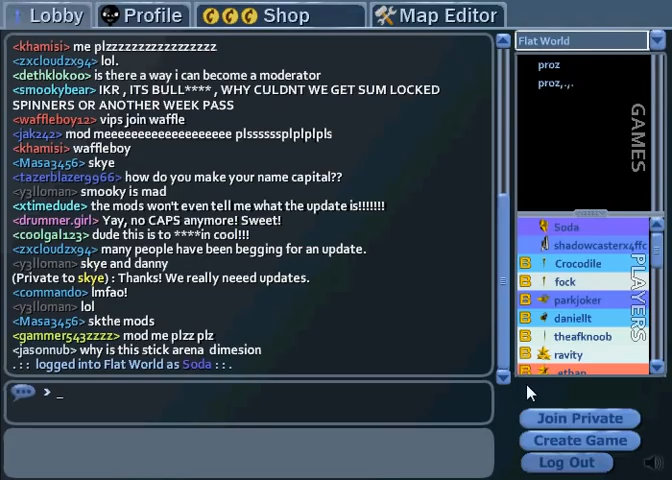 Lobby
Profile
Shop
Map Editor
<khamisi> me plzzzzzzzzzzzzzzzzz
<zxcloudzx94> lol.
<dethklokoo> is there a way i can become a moderator
<smookybear> IKR , ITS BULL**** , WHY CULDNT WE GET SUM LOCKED
SPINNERS OR ANOTHER WEEK PASS
<waffleboy12> vips join waffle
<jak242> mod meeeeeeeeeeeeeeeee plsssssplplplpls
<khamisi> waffleboy
<Masa3456> skye
<tazerblazer9966> how do you make your name capital??
<y3lloman> smooky is mad
<xtimedude> the mods won't even tell me what the update is!!!!!!!
<drummer.girl> Yay, no CAPS anymore! Sweet!
<coolgal123> dude this is to ****in cool!!!
<zxcloudzx94> many people have been begging for an update.
<y3lloman> skye and danny
(Private to skye) : Thanks! We really neeed updates.
<commando> lmfao!
<y3lloman> lol
<Masa3456> skthe mods
<gammer543zzzz> mod me plzz plz
<jasonnub> why is this stick arena dimesion
. : : logged into Flat World as Soda : : .
> _
Flat World
proz
proz,.,.
GAMES
Soda
shadowcasterx4ffc
B Crocodile
B fock
B parkjoker
B daniellt
B theafknoob
B ravity
B ethan
PLAYERS
Join Private
Create Game
Log Out